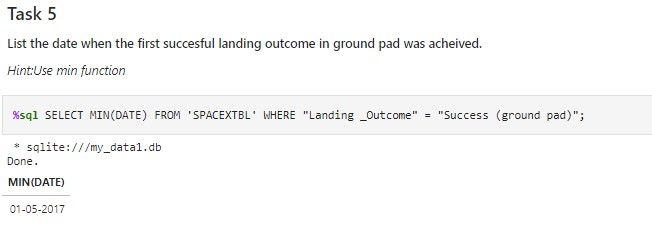 Task 5
List the date when the first succesful landing outcome in ground pad was acheived.
Hint:Use min function
%sql SELECT MIN(DATE) FROM 'SPACEXTBL' WHERE "Landing _Outcome" = "Success (ground pad)";
* sqlite:///my_data1.db
Done.
MIN(DATE)
01-05-2017